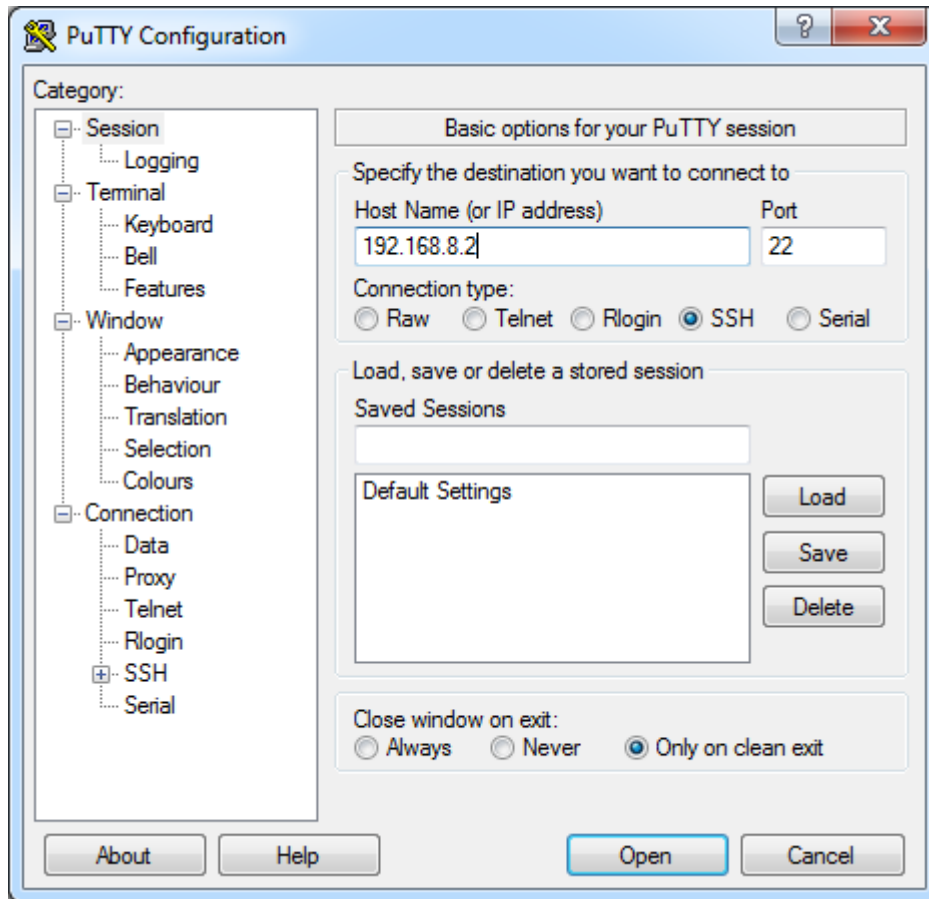 PuTTY Configuration
Category:
Session
Logging
Terminal
Keyboard
Bell
Features
Window
Appearance
Behaviour
Translation
Selection
Colours
Connection
Data
Proxy
Telnet
Rlogin
SSH
Serial
Basic options for your PuTTY session
Specify the destination you want to connect to
Host Name (or IP address) Port
192.168.8.2 22
Connection type:
Raw Telnet Rlogin SSH Serial
Load, save or delete a stored session
Saved Sessions
Default Settings
Load
Save
Delete
Close window on exit:
Always Never Only on clean exit
About Help Open Cancel